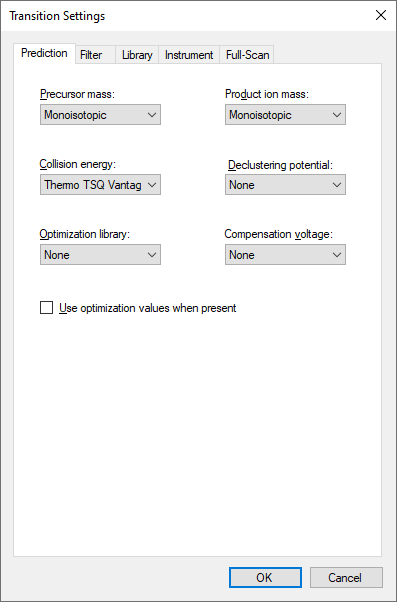 Transition Settings
Prediction Filter Library Instrument Full-Scan
Precursor mass: Product ion mass:
Monoisotopic Monoisotopic
Collision energy: Declustering potential:
Thermo TSQ Vantag None
Optimization library: Compensation voltage:
None None
Use optimization values when present
OK Cancel